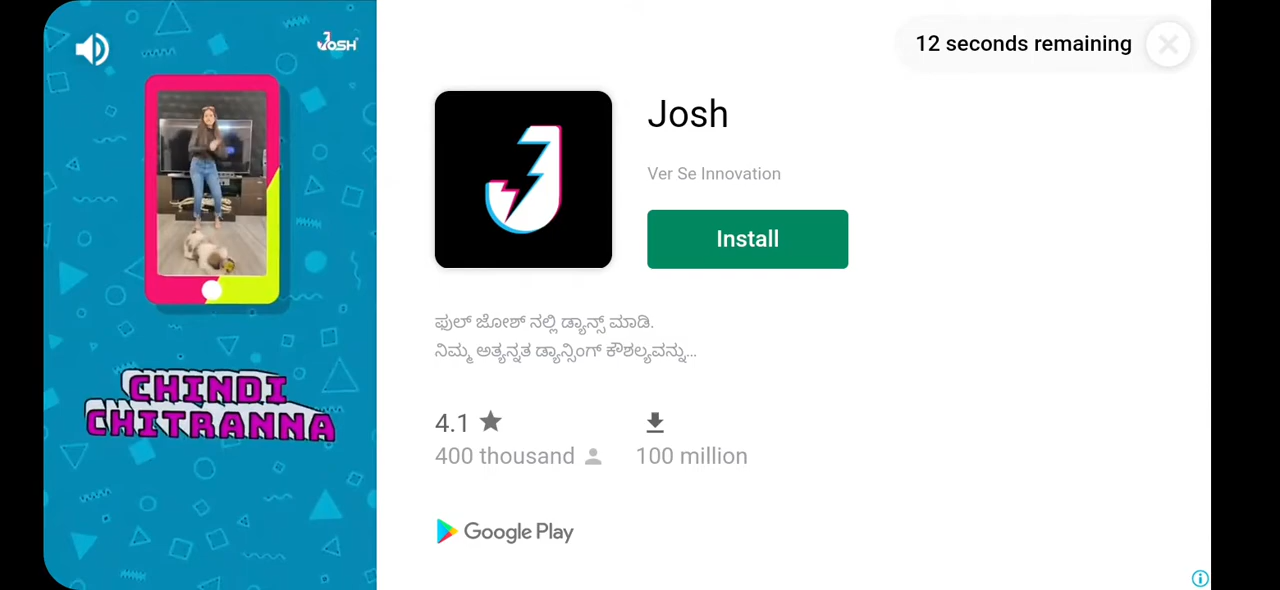 JOSH
12 seconds remaining
Josh
Ver Se Innovation
Install
ಫುಲ್ ಜೋಶ್ ನಲ್ಲಿ ಡ್ಯಾನ್ಸ್ ಮಾಡಿ.
ನಿಮ್ಮ ಅತ್ಯುನ್ನತ ಡ್ಯಾನ್ಸಿಂಗ್ ಕೌಶಲ್ಯವನ್ನು...
CHINDI
CHITRANNA
4.1
400 thousand
100 million
Google Play